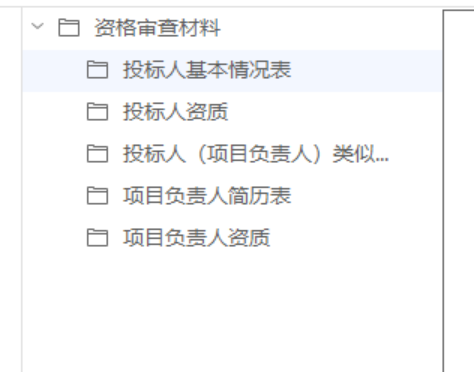 资格审查材料
投标人基本情况表
投标人资质
投标人（项目负责人）类似...
项目负责人简历表
项目负责人资质